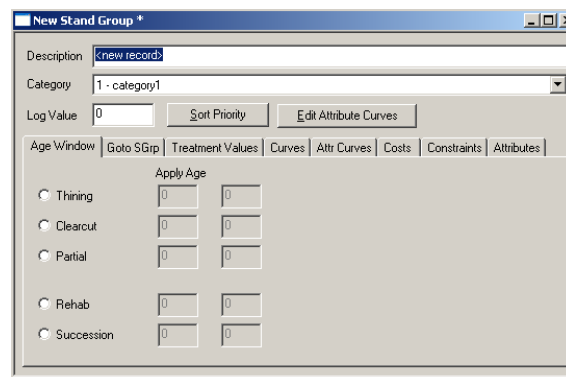 New Stand Group *
Description <new record>
Category 1 - category1
Log Value 0 Sort Priority Edit Attribute Curves
Age Window Goto SGrp Treatment Values Curves Attr Curves Costs Constraints Attributes
Apply Age
Thining 0 0
Clearcut 0 0
Partial 0 0
Rehab 0 0
Succession 0 0